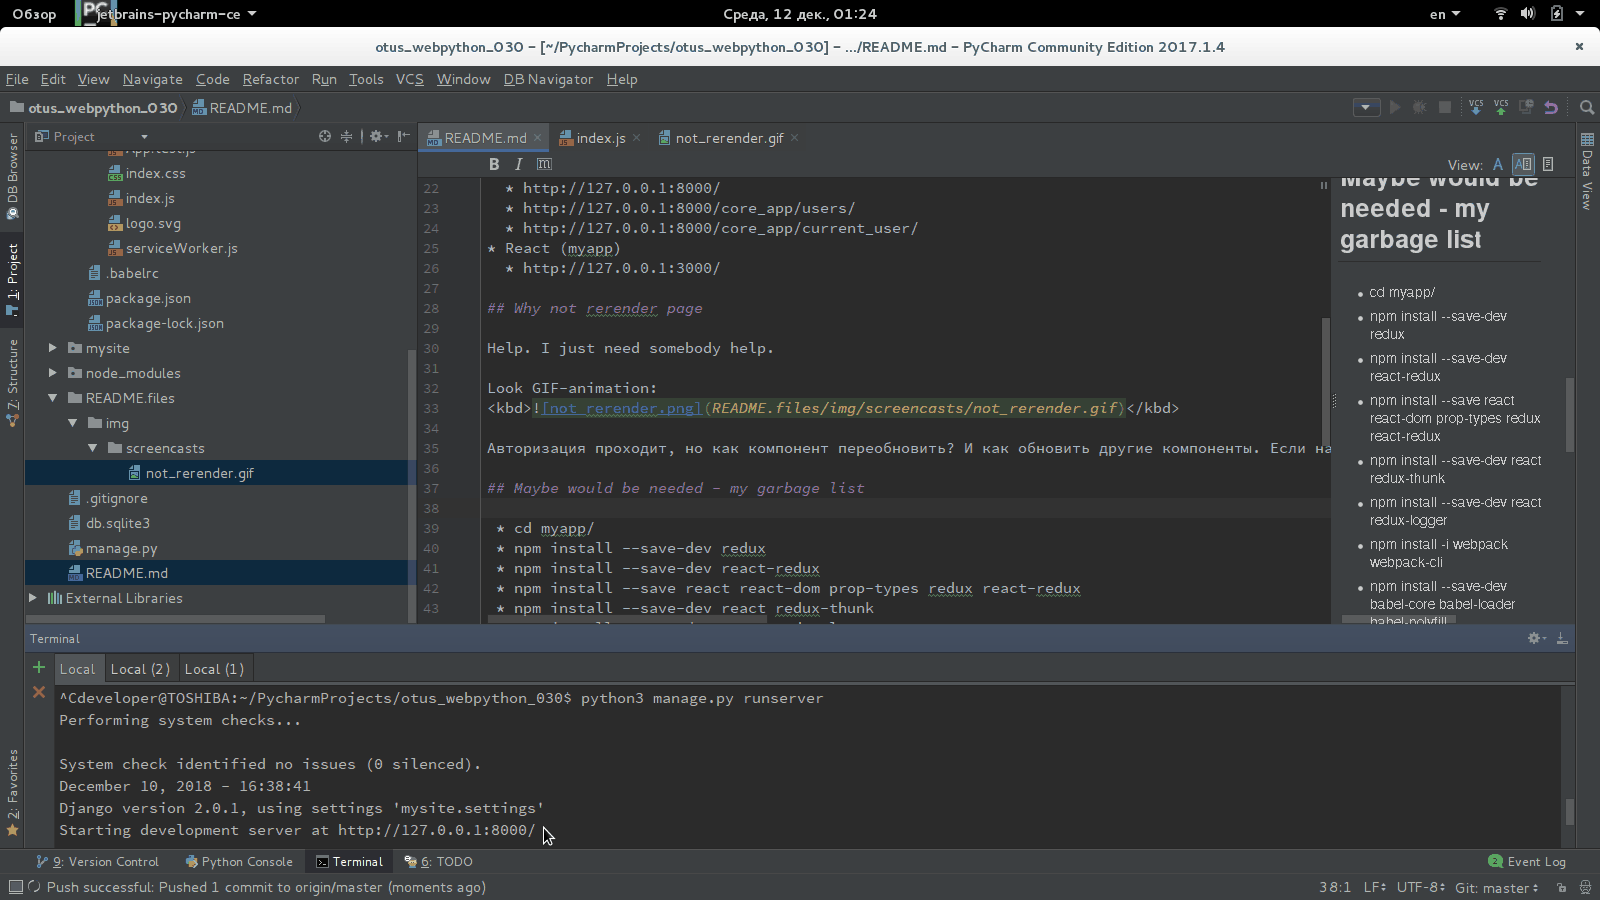 Обзор
jetbrains-pycharm-ce
Среда, 12 дек., 01:24
en
otus_webpython_030 – [~/PycharmProjects/otus_webpython_030] – .../README.md – PyCharm Community Edition 2017.1.4
File Edit View Navigate Code Refactor Run Tools VCS Window DB Navigator Help
otus_webpython_030 README.md
VCS VCS
Project
README.md index.js not_rerender.gif
B I m
View: A
DB Browser
1: Project
7: Structure
2: Favorites
Data View
App.test.js
index.css
index.js
logo.svg
serviceWorker.js
.babelrc
package.json
package-lock.json
mysite
node_modules
README.files
img
screencasts
not_rerender.gif
.gitignore
db.sqlite3
manage.py
README.md
External Libraries
22 * http://127.0.0.1:8000/
23 * http://127.0.0.1:8000/core_app/users/
24 * http://127.0.0.1:8000/core_app/current_user/
25 * React (myapp)
26 * http://127.0.0.1:3000/
27
28 ## Why not rerender page
29
30 Help. I just need somebody help.
31
32 Look GIF-animation:
33 <kbd>![not_rerender.png](README.files/img/screencasts/not_rerender.gif)</kbd>
34
35 Авторизация проходит, но как компонент переобновить? И как обновить другие компоненты. Если на
36
37 ## Maybe would be needed - my garbage list
38
39 * cd myapp/
40 * npm install --save-dev redux
41 * npm install --save-dev react-redux
42 * npm install --save react react-dom prop-types redux react-redux
43 * npm install --save-dev react redux-thunk
Maybe would be
needed - my
garbage list
• cd myapp/
• npm install --save-dev
redux
• npm install --save-dev
react-redux
• npm install --save react
react-dom prop-types redux
react-redux
• npm install --save-dev react
redux-thunk
• npm install --save-dev react
redux-logger
• npm install -i webpack
webpack-cli
• npm install --save-dev
babel-core babel-loader
babel-polyfill
Terminal
Local Local (2) Local (1)
^Cdeveloper@TOSHIBA:~/PycharmProjects/otus_webpython_030$ python3 manage.py runserver
Performing system checks...
System check identified no issues (0 silenced).
December 10, 2018 - 16:38:41
Django version 2.0.1, using settings 'mysite.settings'
Starting development server at http://127.0.0.1:8000/
9: Version Control Python Console Terminal 6: TODO
2 Event Log
Push successful: Pushed 1 commit to origin/master (moments ago)
38:1 LF UTF-8 Git: master